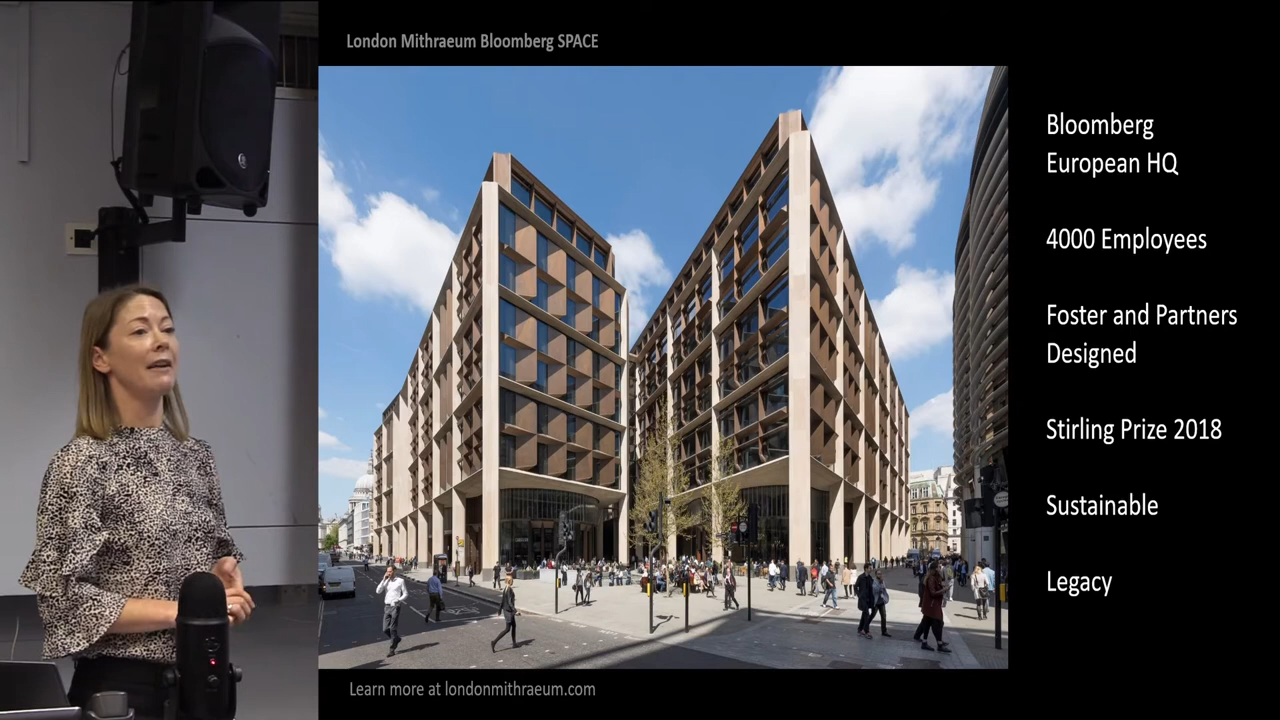 London Mithraeum Bloomberg SPACE
Bloomberg
European HQ
4000 Employees
Foster and Partners
Designed
Stirling Prize 2018
Sustainable
Legacy
Learn more at londonmithraeum.com